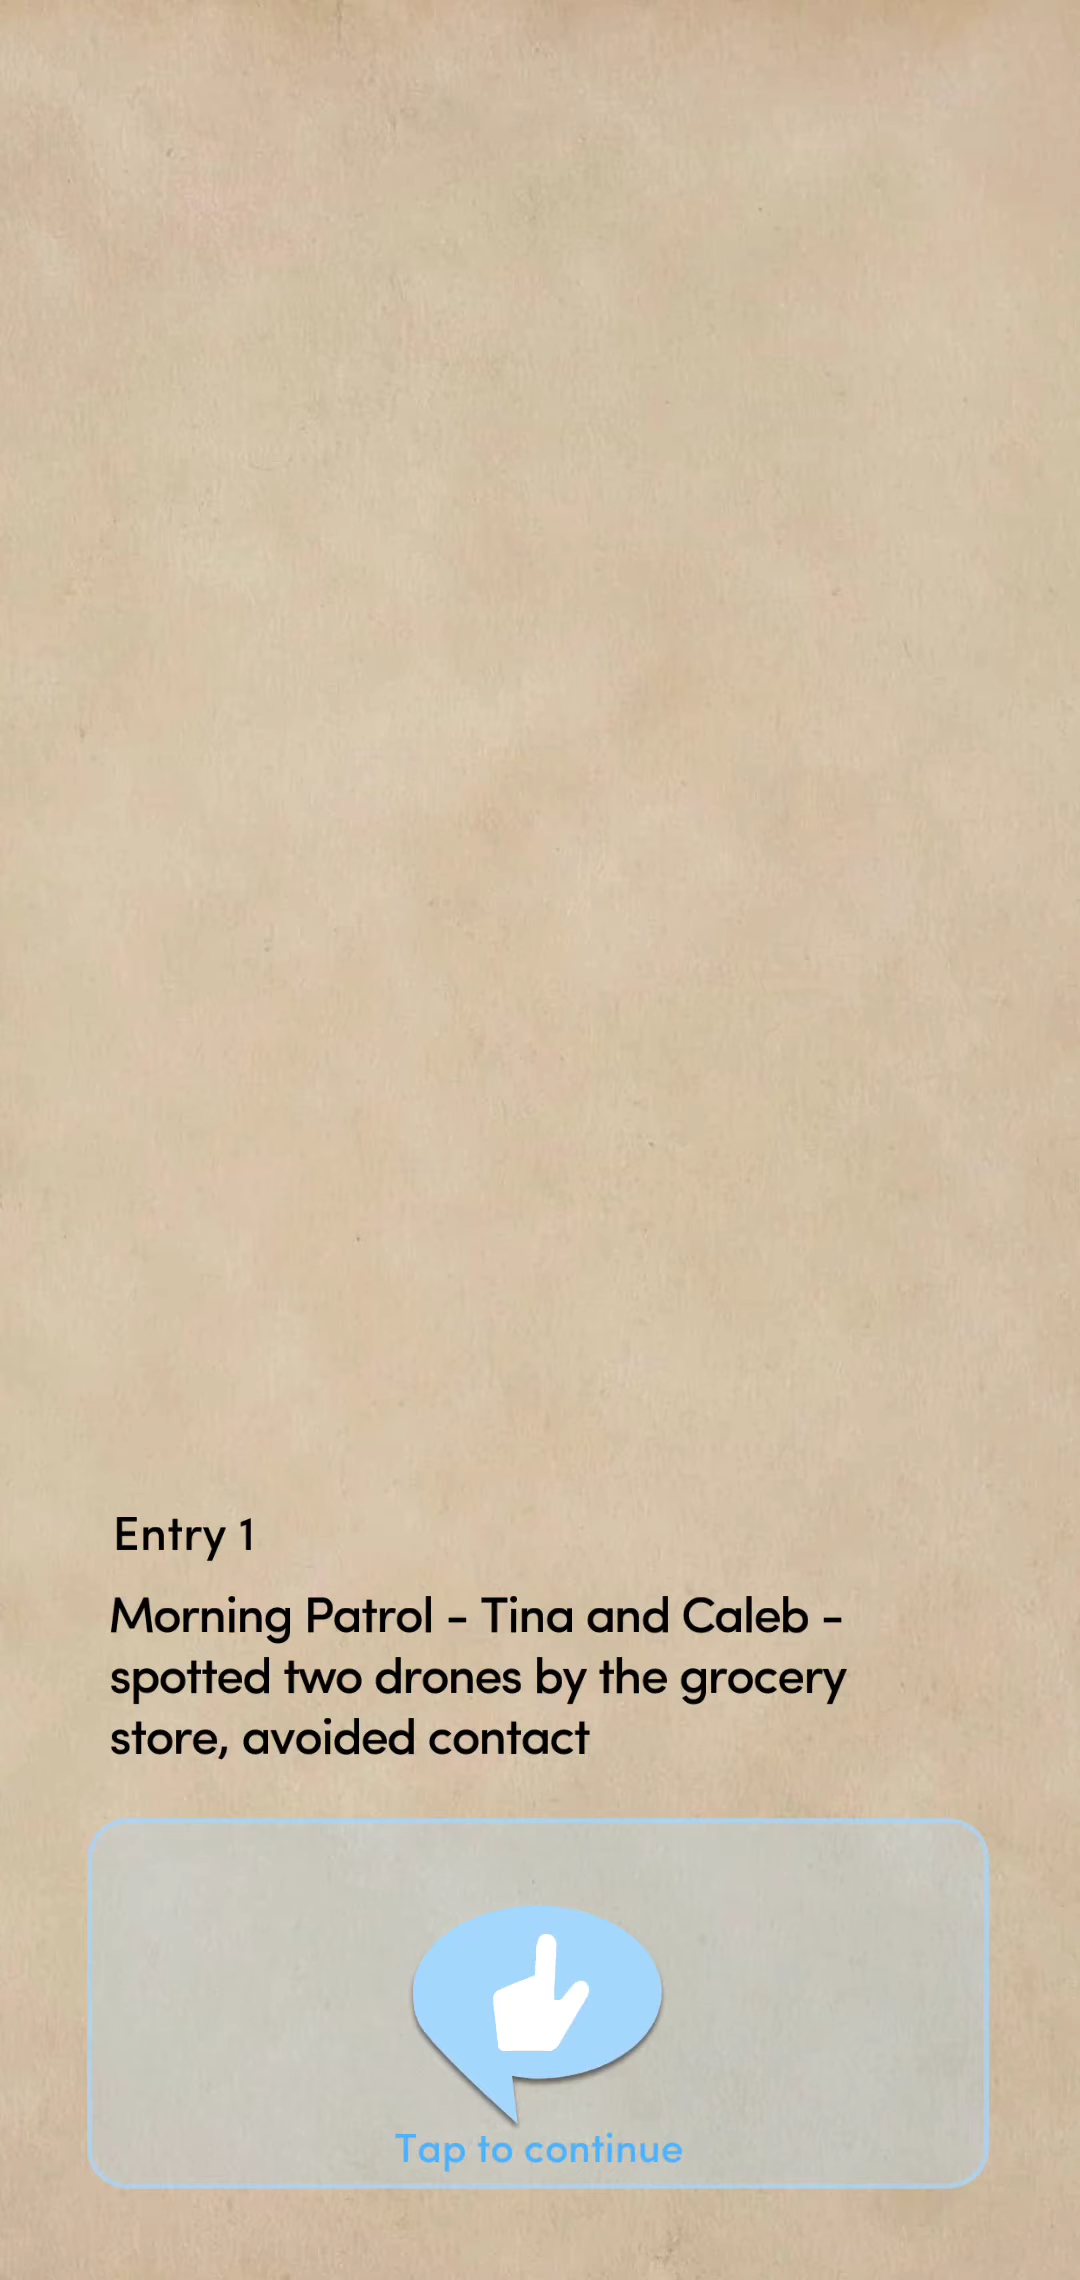 Entry 1
Morning Patrol - Tina and Caleb -
spotted two drones by the grocery
store, avoided contact
Tap to continue